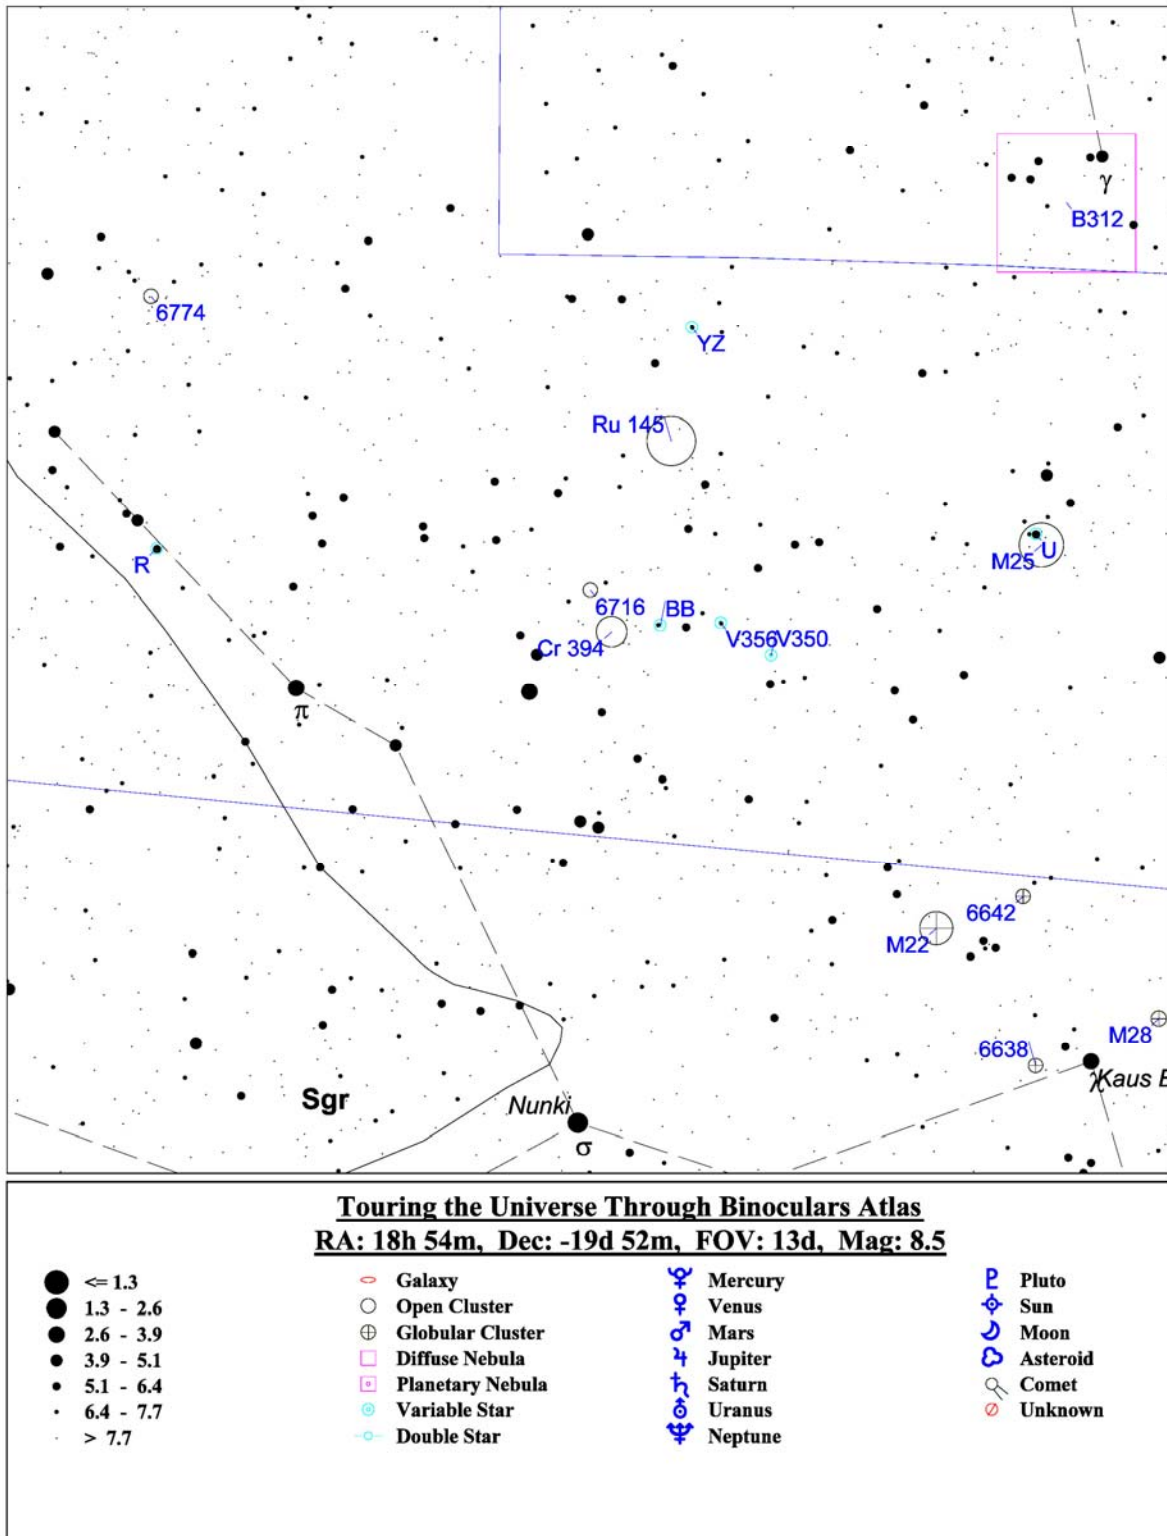 γ
B312
6774
YZ
Ru 145
U
M25
R
6716
BB
Cr 394
V356
V350
π
6642
M22
M28
6638
Kaus B
Sgr
Nunki
σ
Touring the Universe Through Binoculars Atlas
RA: 18h 54m, Dec: -19d 52m, FOV: 13d, Mag: 8.5
<= 1.3
1.3 - 2.6
2.6 - 3.9
3.9 - 5.1
5.1 - 6.4
6.4 - 7.7
> 7.7
Galaxy
Open Cluster
Globular Cluster
Diffuse Nebula
Planetary Nebula
Variable Star
Double Star
Mercury
Venus
Mars
Jupiter
Saturn
Uranus
Neptune
Pluto
Sun
Moon
Asteroid
Comet
Unknown